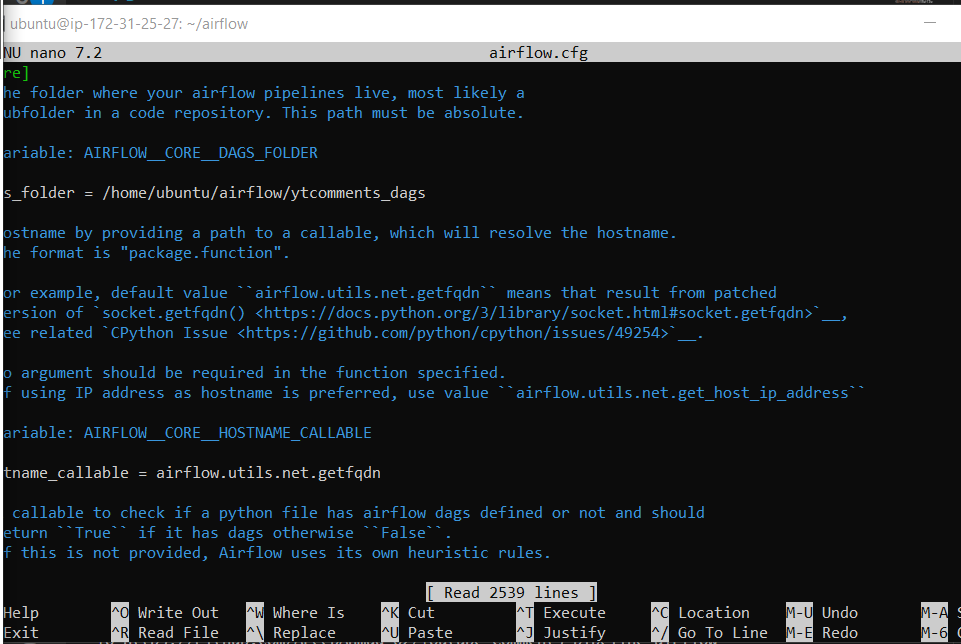 ubuntu@ip-172-31-25-27: ~/airflow
NU nano 7.2 airflow.cfg
re]
he folder where your airflow pipelines live, most likely a
ubfolder in a code repository. This path must be absolute.
ariable: AIRFLOW__CORE__DAGS_FOLDER
s_folder = /home/ubuntu/airflow/ytcomments_dags
ostname by providing a path to a callable, which will resolve the hostname.
he format is "package.function".
or example, default value ``airflow.utils.net.getfqdn`` means that result from patched
ersion of `socket.getfqdn() <https://docs.python.org/3/library/socket.html#socket.getfqdn>`__,
ee related `CPython Issue <https://github.com/python/cpython/issues/49254>`__.
o argument should be required in the function specified.
f using IP address as hostname is preferred, use value ``airflow.utils.net.get_host_ip_address``
ariable: AIRFLOW__CORE__HOSTNAME_CALLABLE
tname_callable = airflow.utils.net.getfqdn
callable to check if a python file has airflow dags defined or not and should
eturn ``True`` if it has dags otherwise ``False``.
f this is not provided, Airflow uses its own heuristic rules.
[ Read 2539 lines ]
Help ^O Write Out ^W Where Is ^K Cut ^T Execute ^C Location M-U Undo M-A
Exit ^R Read File ^\ Replace ^U Paste ^J Justify ^/ Go To Line M-E Redo M-6